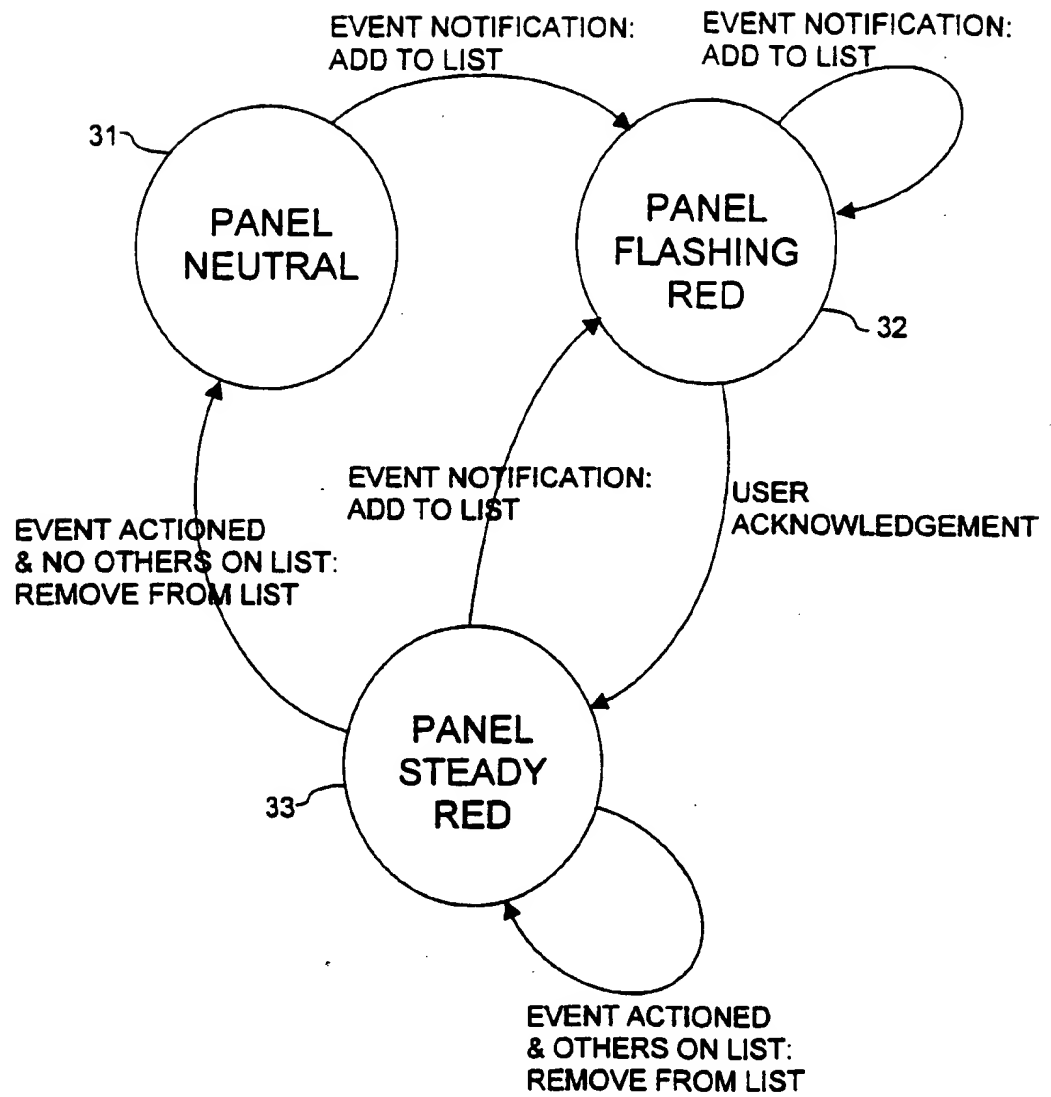 EVENT NOTIFICATION:
ADD TO LIST
EVENT NOTIFICATION:
ADD TO LIST
31
PANEL
NEUTRAL
PANEL
FLASHING
RED
32
EVENT NOTIFICATION:
ADD TO LIST
USER
ACKNOWLEDGEMENT
EVENT ACTIONED
& NO OTHERS ON LIST:
REMOVE FROM LIST
PANEL
STEADY
RED
33
EVENT ACTIONED
& OTHERS ON LIST:
REMOVE FROM LIST